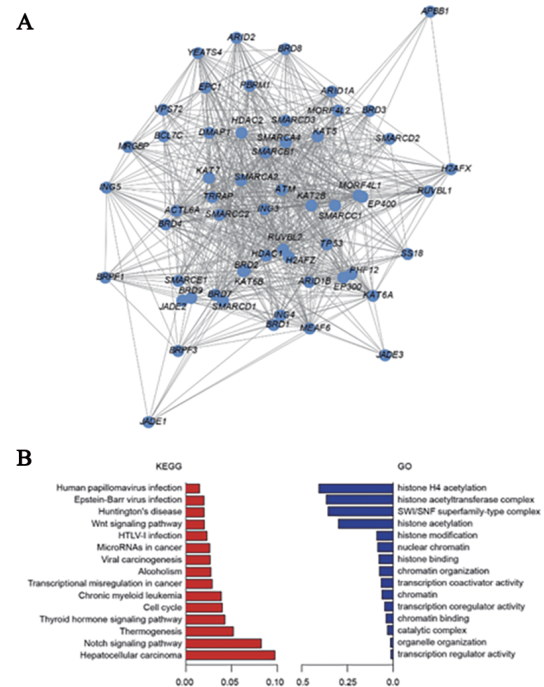 A
APBB1
ARID2
YEATS4
BRD8
EPC1
PBRM1
ARID1A
VPS72
MORF4L2
BRD3
HDAC2
SMARCD3
BCL7C
DMAP1
SMARCA4
KAT5
SMARCD2
MRGBP
SMARCB1
KAT7
SMARCA2
H2AFX
ING5
TRRAP
ATM
KAT2B
MORF4L1
RUVBL1
EP400
ACTL6A
SMARCC2
ING3
SMARCC1
BRD4
RUVBL2
TP53
HDAC1
H2AFZ
SS18
BRD2
BRPF1
SMARCE1
KAT6B
ARID1B
PHF12
EP300
BRD9
BRD7
KAT6A
JADE2
SMARCD1
ING4
BRD1
MEAF6
BRPF3
JADE3
JADE1
B
KEGG
Human papillomavirus infection
Epstein-Barr virus infection
Huntington's disease
Wnt signaling pathway
HTLV-I infection
MicroRNAs in cancer
Viral carcinogenesis
Alcoholism
Transcriptional misregulation in cancer
Chronic myeloid leukemia
Cell cycle
Thyroid hormone signaling pathway
Thermogenesis
Notch signaling pathway
Hepatocellular carcinoma
0.00 0.05 0.10
GO
histone H4 acetylation
histone acetyltransferase complex
SWI/SNF superfamily-type complex
histone acetylation
histone modification
nuclear chromatin
histone binding
chromatin organization
transcription coactivator activity
chromatin
transcription coregulator activity
chromatin binding
catalytic complex
organelle organization
transcription regulator activity
0.5 0.25 0.0